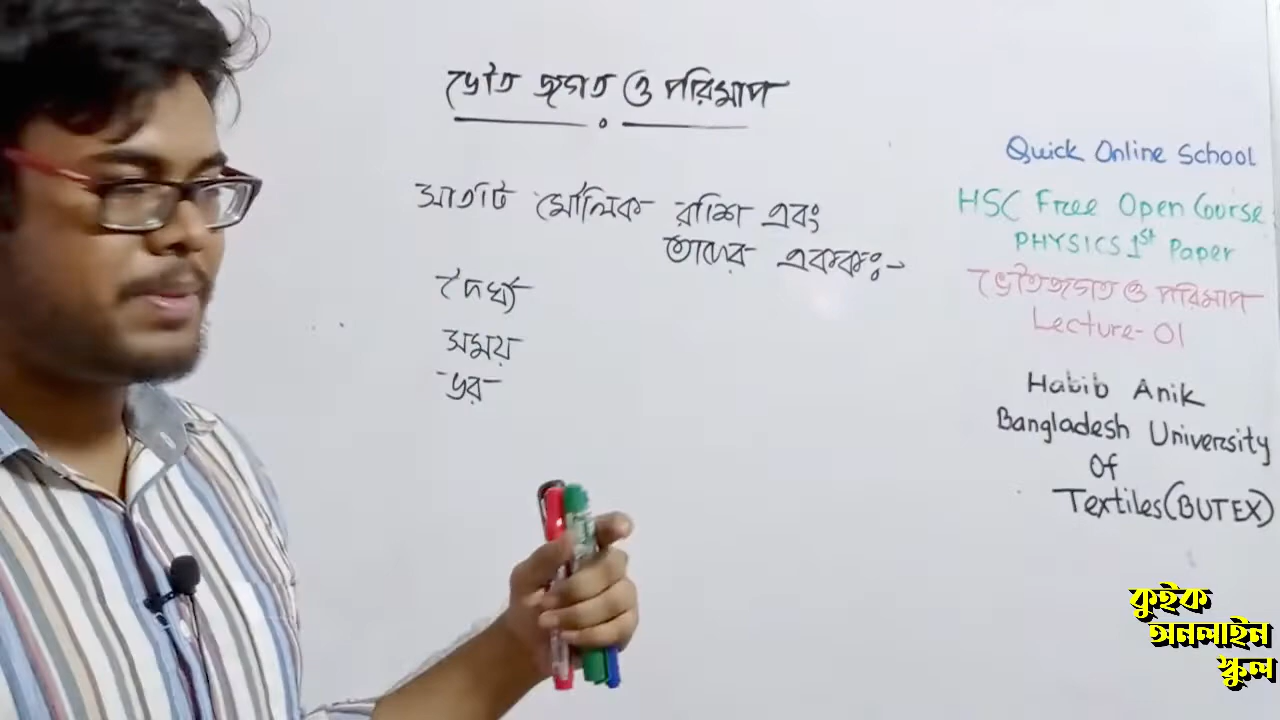 ভৌত জগত ও পরিমাপ
সাতটি মৌলিক রাশি এবং
তাদের এককঃ-
দৈর্ঘ্য
সময়
ভর
Quick Online School
HSC Free Open Course
PHYSICS 1st Paper
ভৌতজগত ও পরিমাপ
Lecture-01
Habib Anik
Bangladesh University
Of
Textiles(BUTEX)
কুইক
অনলাইন
স্কুল